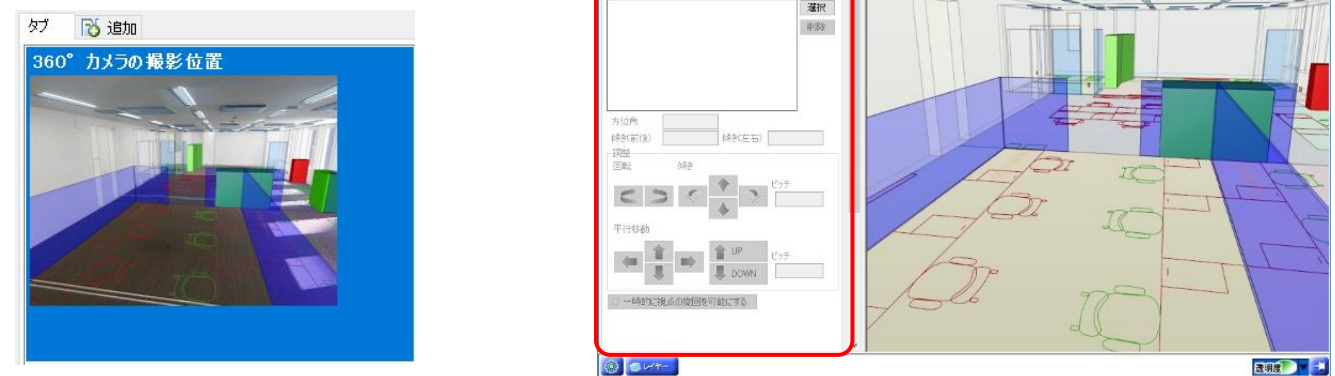 タブ
追加
360° カメラの撮影位置
選択
削除
方位角
傾き(前後)
傾き(左右)
調整
回転
傾き
ピッチ
平行移動
UP
DOWN
ピッチ
一時的に視点の旋回を可能にする
レイヤー
透明度